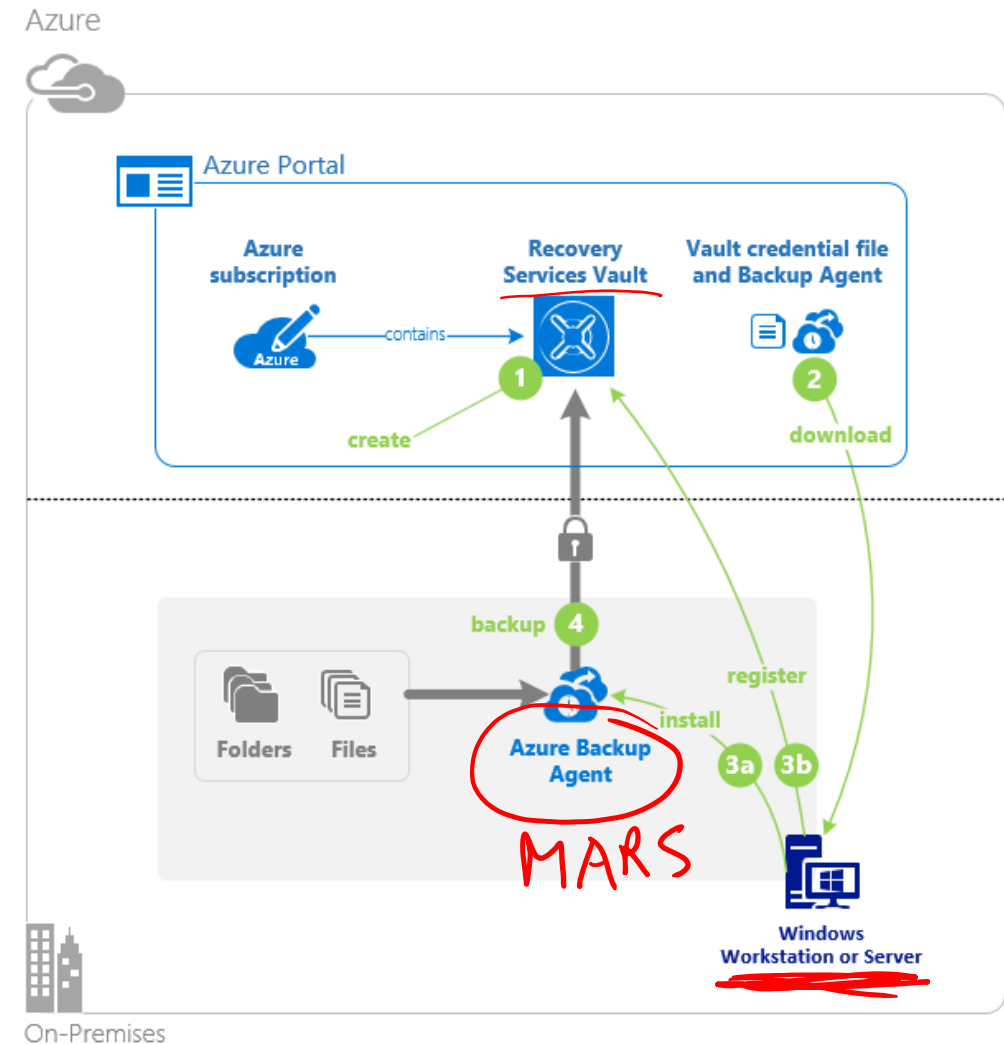 Azure
Azure Portal
Azure
subscription
Recovery
Services Vault
Vault credential file
and Backup Agent
contains
Azure
1
2
create
download
backup
4
register
Folders
Files
install
Azure Backup
Agent
3a
3b
MARS
Windows
Workstation or Server
On-Premises